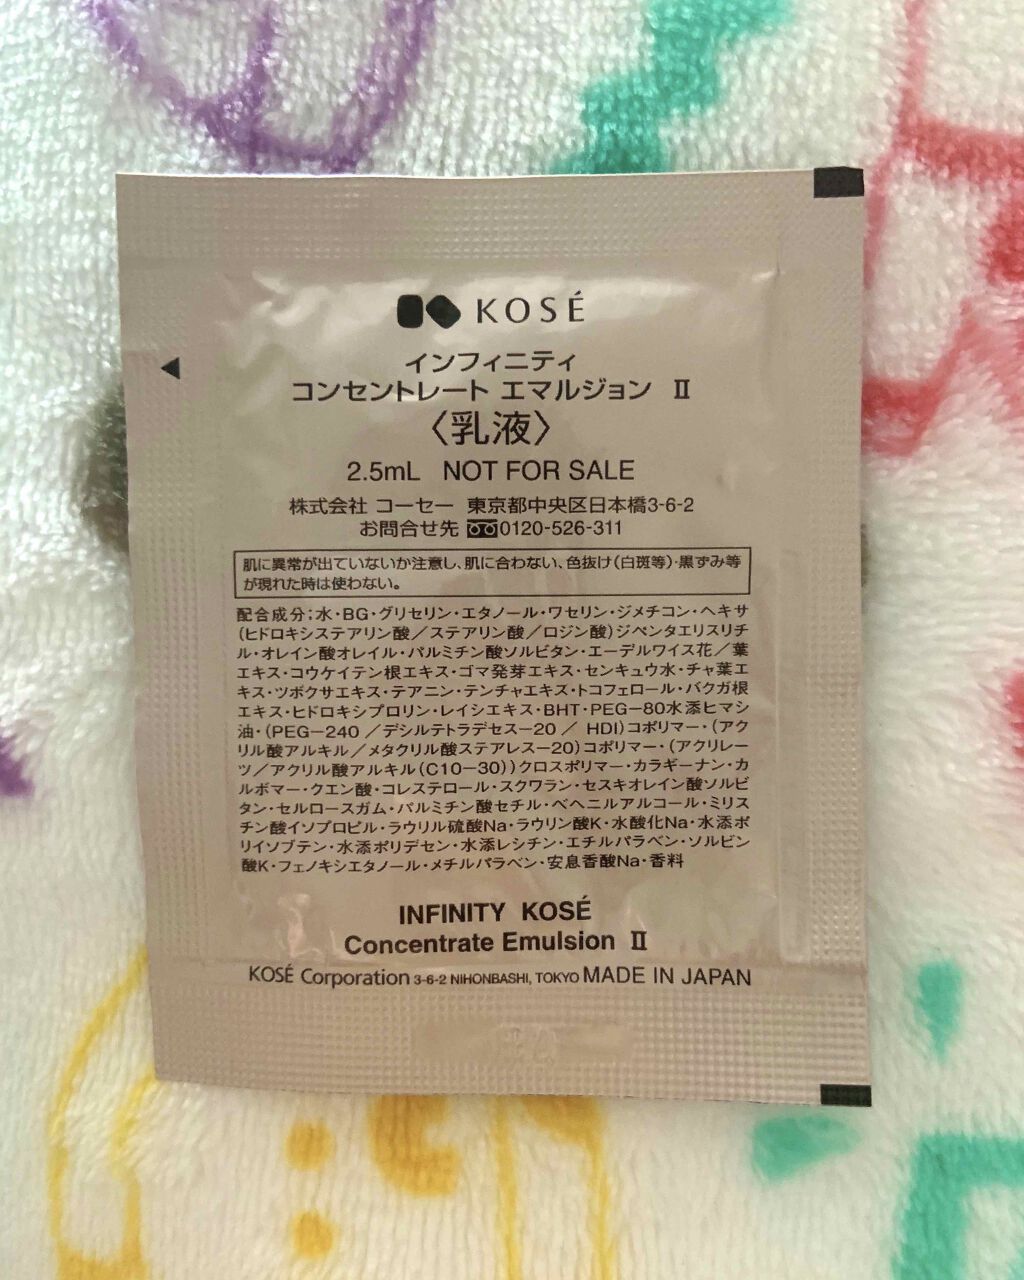 KOSÉ
インフィニティ
コンセントレート エマルジョン Ⅱ
〈乳液〉
2.5mL NOT FOR SALE
株式会社 コーセー 東京都中央区日本橋3-6-2
お問合せ先 0120-526-311
肌に異常が出ていないか注意し、肌に合わない、色抜け(白斑等)・黒ずみ等
が現れた時は使わない。
配合成分;水・BG・グリセリン・エタノール・ワセリン・ジメチコン・ヘキサ
(ヒドロキシステアリン酸/ステアリン酸/ロジン酸)ジペンタエリスリチ
ル・オレイン酸オレイル・パルミチン酸ソルビタン・エーデルワイス花/葉
エキス・コウケイテン根エキス・ゴマ発芽エキス・センキュウ水・チャ葉エ
キス・ツボクサエキス・テアニン・テンチャエキス・トコフェロール・バクガ根
エキス・ヒドロキシプロリン・レイシエキス・BHT・PEG-80水添ヒマシ
油・(PEG-240/デシルテトラデセス-20/HDI)コポリマー・(アク
リル酸アルキル/メタクリル酸ステアレス-20)コポリマー・(アクリレー
ツ/アクリル酸アルキル(C10-30))クロスポリマー・カラギーナン・カ
ルボマー・クエン酸・コレステロール・スクワラン・セスキオレイン酸ソルビ
タン・セルロースガム・パルミチン酸セチル・ベヘニルアルコール・ミリス
チン酸イソプロピル・ラウリル硫酸Na・ラウリン酸K・水酸化Na・水添ポ
リイソブテン・水添ポリデセン・水添レシチン・エチルパラベン・ソルビン
酸K・フェノキシエタノール・メチルパラベン・安息香酸Na・香料
INFINITY KOSÉ
Concentrate Emulsion Ⅱ
KOSÉ Corporation 3-6-2 NIHONBASHI, TOKYO MADE IN JAPAN